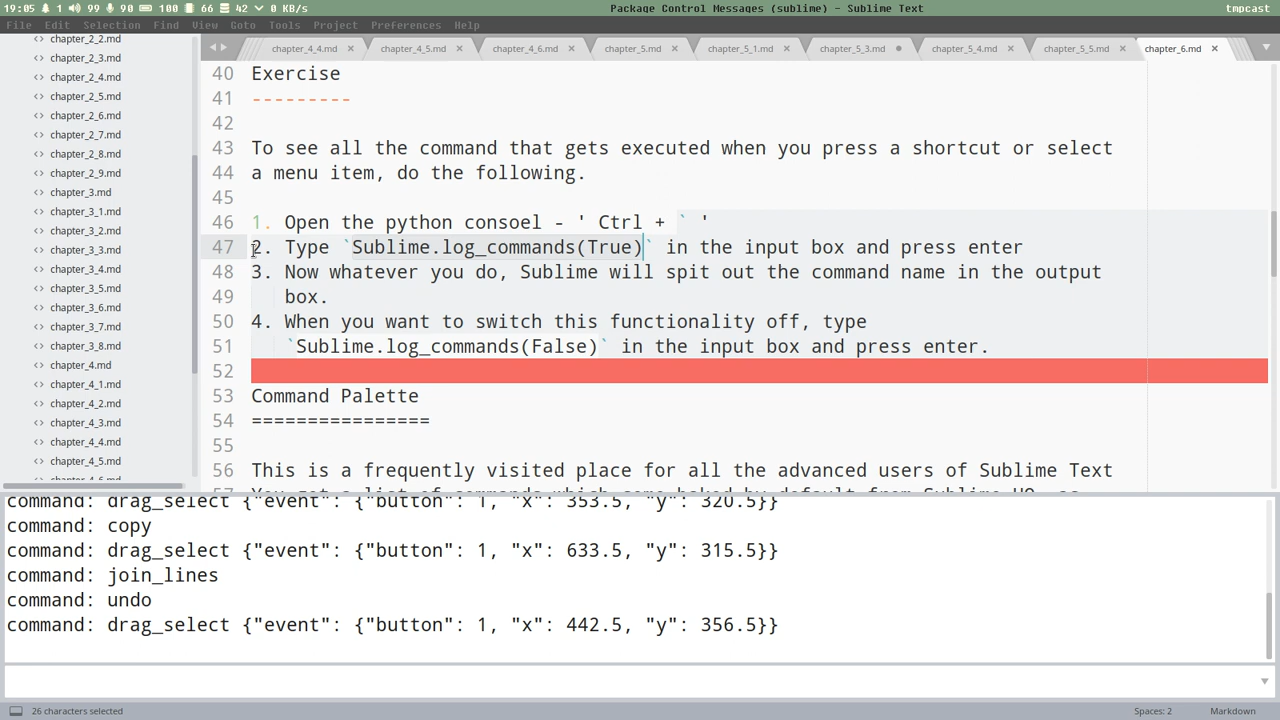 19:05 1 99 90 100 66 42 0 KB/s
Package Control Messages (sublime) - Sublime Text
tmpcast
File Edit Selection Find View Goto Tools Project Preferences Help
chapter_4_4.md × chapter_4_5.md × chapter_4_6.md × chapter_5.md × chapter_5_1.md × chapter_5_3.md chapter_5_4.md × chapter_5_5.md × chapter_6.md ×
chapter_2_2.md
chapter_2_3.md
chapter_2_4.md
chapter_2_5.md
chapter_2_6.md
chapter_2_7.md
chapter_2_8.md
chapter_2_9.md
chapter_3.md
chapter_3_1.md
chapter_3_2.md
chapter_3_3.md
chapter_3_4.md
chapter_3_5.md
chapter_3_6.md
chapter_3_7.md
chapter_3_8.md
chapter_4.md
chapter_4_1.md
chapter_4_2.md
chapter_4_3.md
chapter_4_4.md
chapter_4_5.md
40 Exercise
41 ---------
42
43 To see all the command that gets executed when you press a shortcut or select
44 a menu item, do the following.
45
46 1. Open the python consoel - ' Ctrl + ` '
47 2. Type `Sublime.log_commands(True)` in the input box and press enter
48 3. Now whatever you do, Sublime will spit out the command name in the output
49 box.
50 4. When you want to switch this functionality off, type
51 `Sublime.log_commands(False)` in the input box and press enter.
52
53 Command Palette
54 ================
55
56 This is a frequently visited place for all the advanced users of Sublime Text
command: drag_select {"event": {"button": 1, "x": 353.5, "y": 320.5}}
command: copy
command: drag_select {"event": {"button": 1, "x": 633.5, "y": 315.5}}
command: join_lines
command: undo
command: drag_select {"event": {"button": 1, "x": 442.5, "y": 356.5}}
26 characters selected
Spaces: 2
Markdown